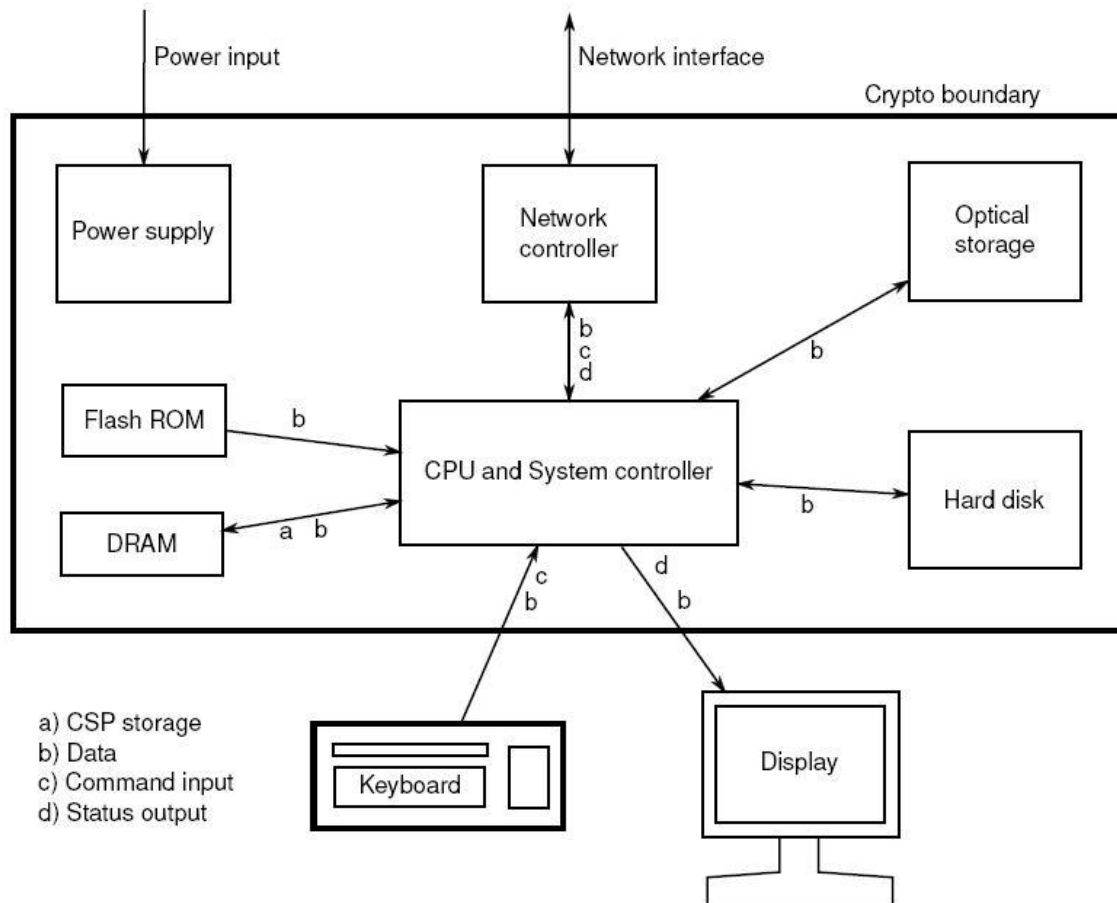 Power input
Network interface
Crypto boundary
Power supply
Network
controller
Optical
storage
b
c
d
b
Flash ROM
b
CPU and System controller
b
Hard disk
DRAM
a b
c
b
d
b
a) CSP storage
b) Data
c) Command input
d) Status output
Keyboard
Display